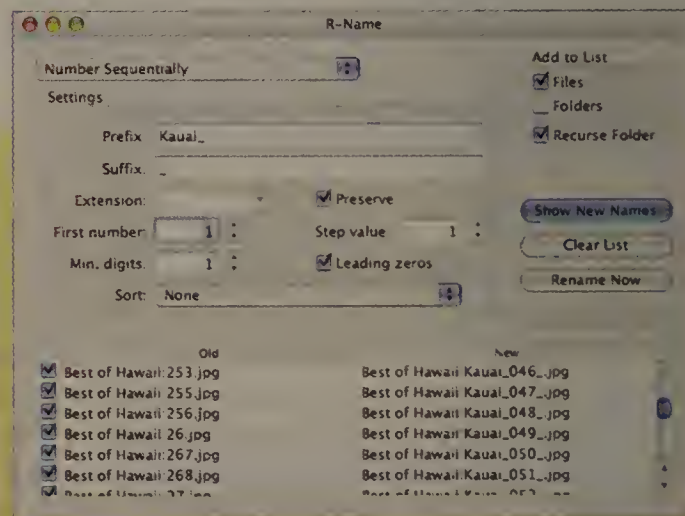 R-Name
Number Sequentially
Add to List
Files
Folders
Recurse Folder
Settings
Prefix Kauai_
Suffix. _
Extension:
Preserve
First number: 1
Step value 1
Min. digits. 1
Leading zeros
Sort: None
Show New Names
Clear List
Rename Now
Old
New
Best of Hawaii:253.jpg Best of Hawaii:Kauai_046_.jpg
Best of Hawaii:255.jpg Best of Hawaii:Kauai_047_.jpg
Best of Hawaii:256.jpg Best of Hawaii:Kauai_048_.jpg
Best of Hawaii:26.jpg Best of Hawaii:Kauai_049_.jpg
Best of Hawaii:267.jpg Best of Hawaii:Kauai_050_.jpg
Best of Hawaii:268.jpg Best of Hawaii:Kauai_051_.jpg